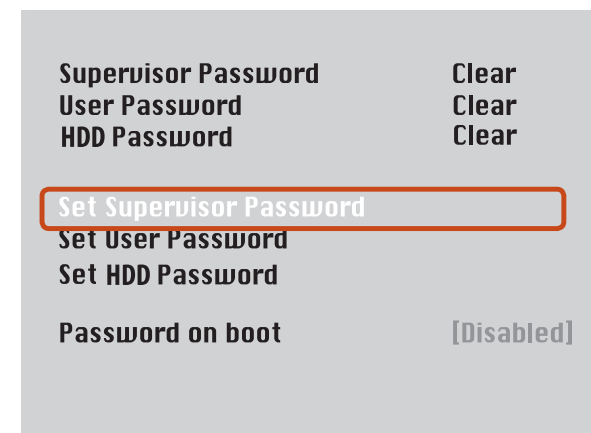 Supervisor Password Clear
User Password Clear
HDD Password Clear
Set Supervisor Password
Set User Password
Set HDD Password
Password on boot [Disabled]